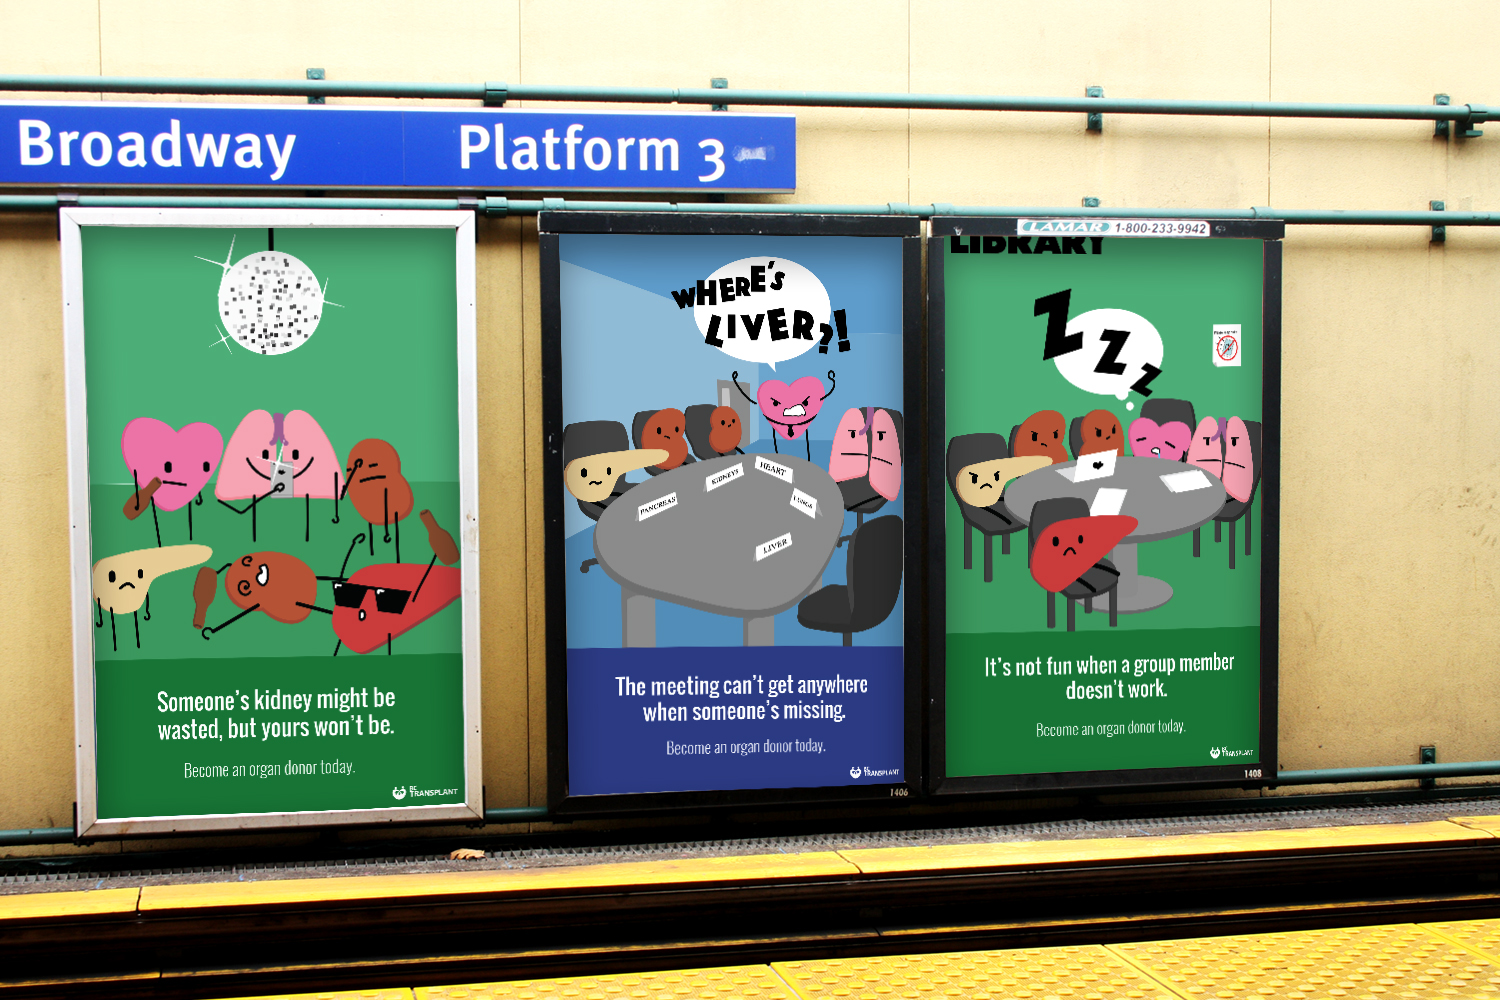 Broadway
Platform 3
Someone's kidney might be
wasted, but yours won't be.
Become an organ donor today.
BC
TRANSPLANT
WHERE'S
LIVER?!
PANCREAS
KIDNEYS
HEART
LUNGS
LIVER
The meeting can't get anywhere
when someone's missing.
Become an organ donor today.
BC
TRANSPLANT
1406
LAMAR 1-800-233-9942
LIBRARY
Z
Z
Z
It's not fun when a group member
doesn't work.
Become an organ donor today.
BC
TRANSPLANT
1408